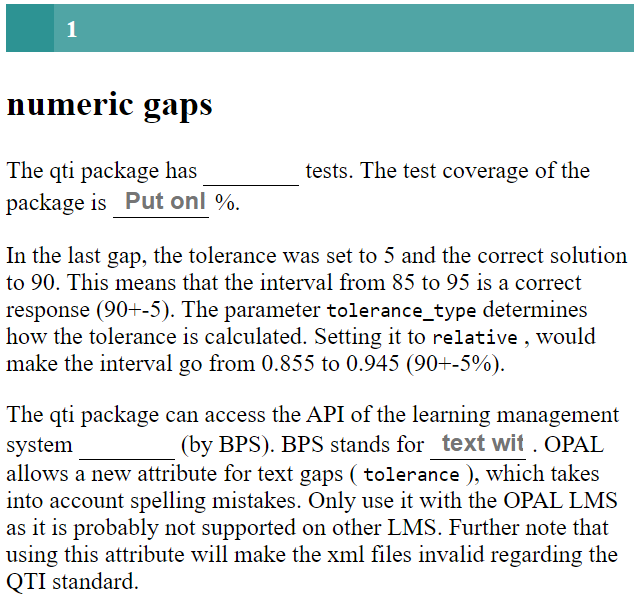 1
numeric gaps
The qti package has tests. The test coverage of the
package is Put onl %.
In the last gap, the tolerance was set to 5 and the correct solution
to 90. This means that the interval from 85 to 95 is a correct
response (90+-5). The parameter tolerance_type determines
how the tolerance is calculated. Setting it to relative , would
make the interval go from 0.855 to 0.945 (90+-5%).
The qti package can access the API of the learning management
system (by BPS). BPS stands for text wit . OPAL
allows a new attribute for text gaps ( tolerance ), which takes
into account spelling mistakes. Only use it with the OPAL LMS
as it is probably not supported on other LMS. Further note that
using this attribute will make the xml files invalid regarding the
QTI standard.